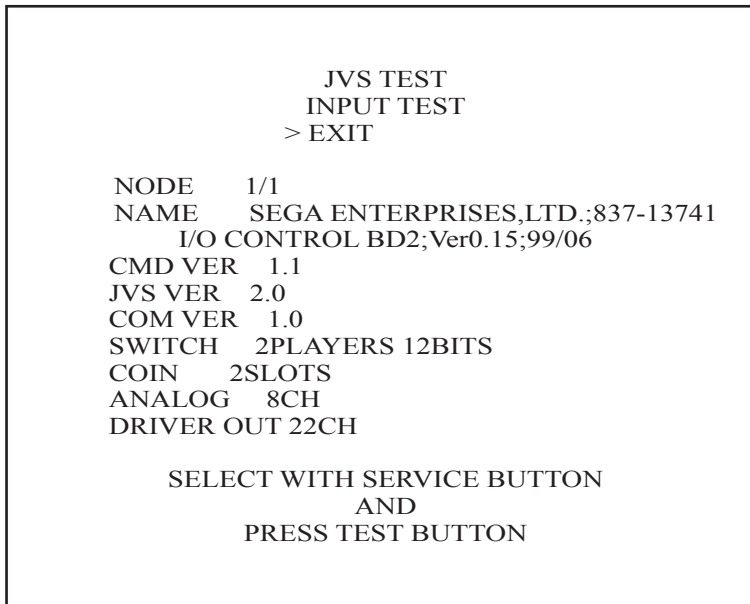 JVS TEST
INPUT TEST
> EXIT
NODE 1/1
NAME SEGA ENTERPRISES,LTD.;837-13741
I/O CONTROL BD2;Ver0.15;99/06
CMD VER 1.1
JVS VER 2.0
COM VER 1.0
SWITCH 2PLAYERS 12BITS
COIN 2SLOTS
ANALOG 8CH
DRIVER OUT 22CH
SELECT WITH SERVICE BUTTON
AND
PRESS TEST BUTTON